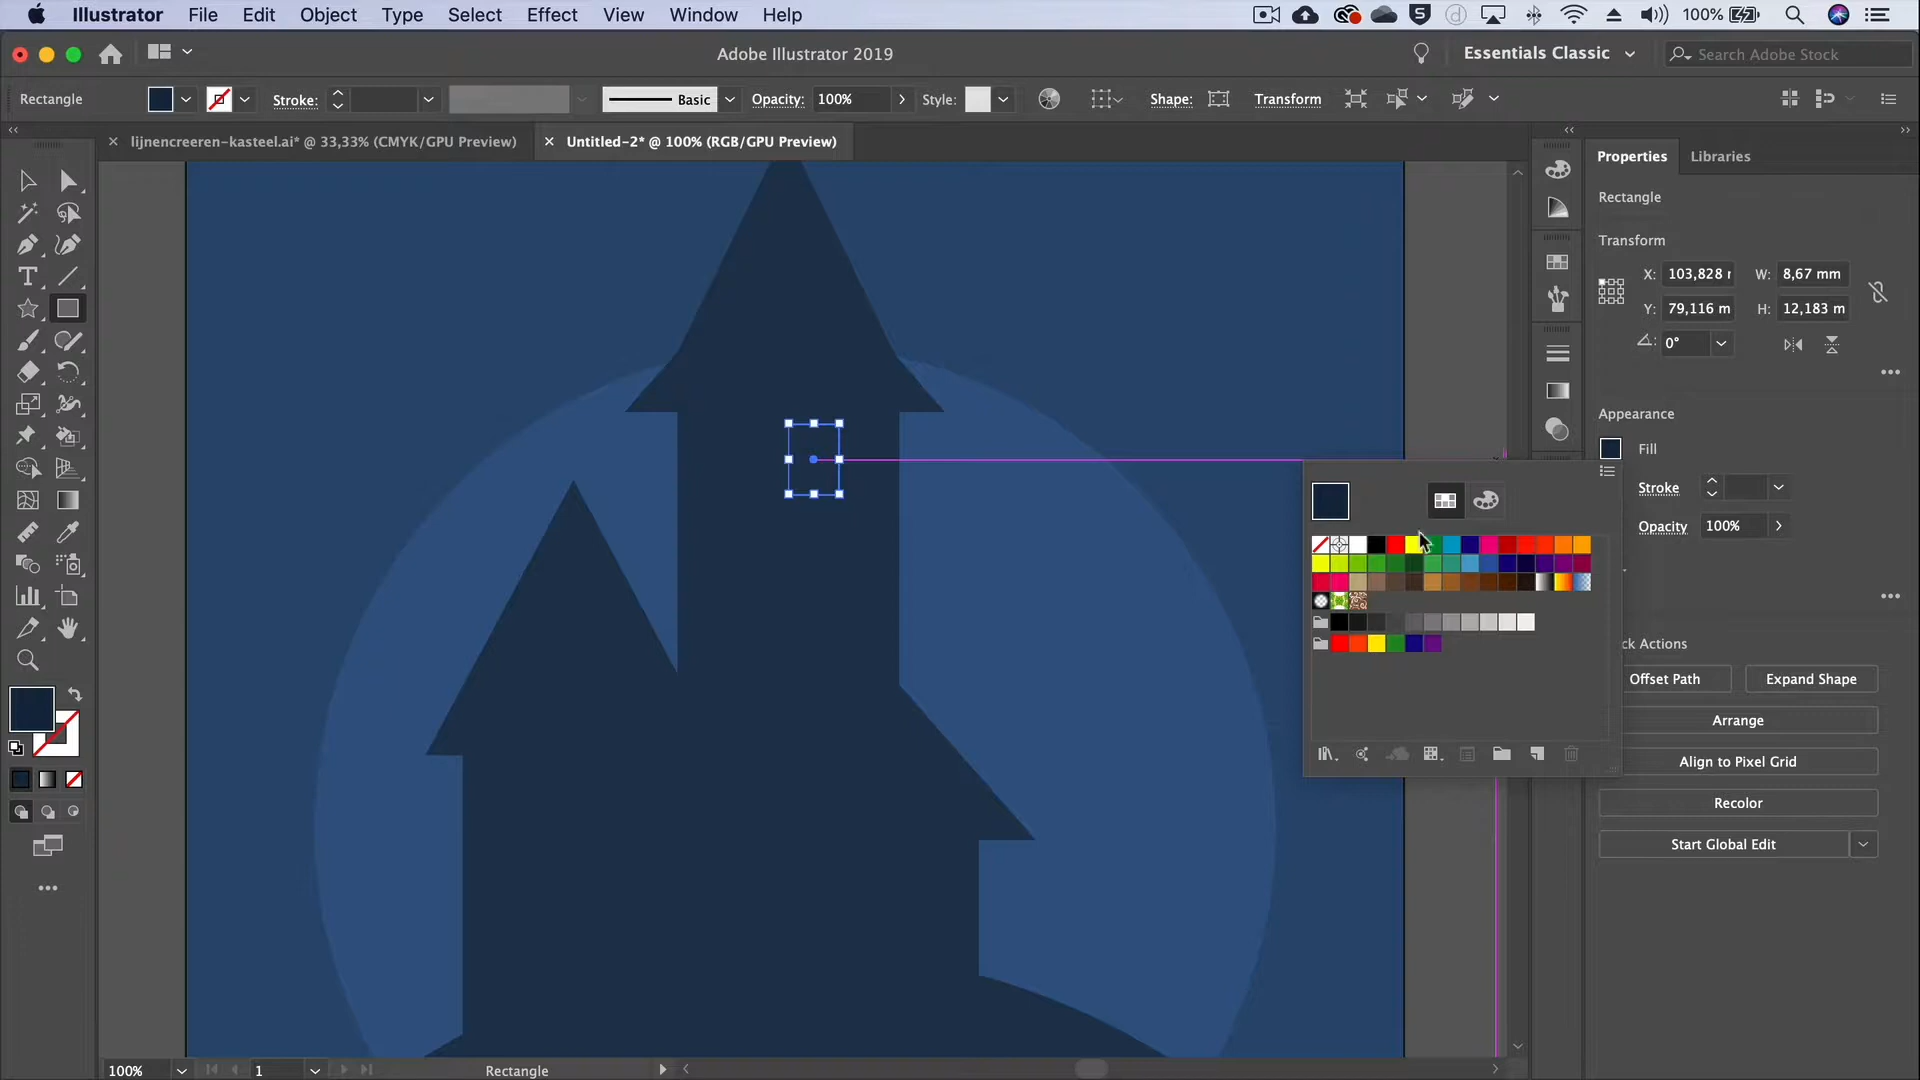 Illustrator File Edit Object Type Select Effect View Window Help 100%
Adobe Illustrator 2019 Essentials Classic Search Adobe Stock
Rectangle Stroke: Basic Opacity: 100% Style: Shape: Transform
lijnencreeren-kasteel.ai* @ 33,33% (CMYK/GPU Preview) Untitled-2* @ 100% (RGB/GPU Preview)
Properties Libraries
Rectangle
Transform
X: 103,828 W: 8,67 mm
Y: 79,116 m H: 12,183 m
0°
Appearance
Fill
Stroke
Opacity 100%
ck Actions
Offset Path Expand Shape
Arrange
Align to Pixel Grid
Recolor
Start Global Edit
100% 1 Rectangle